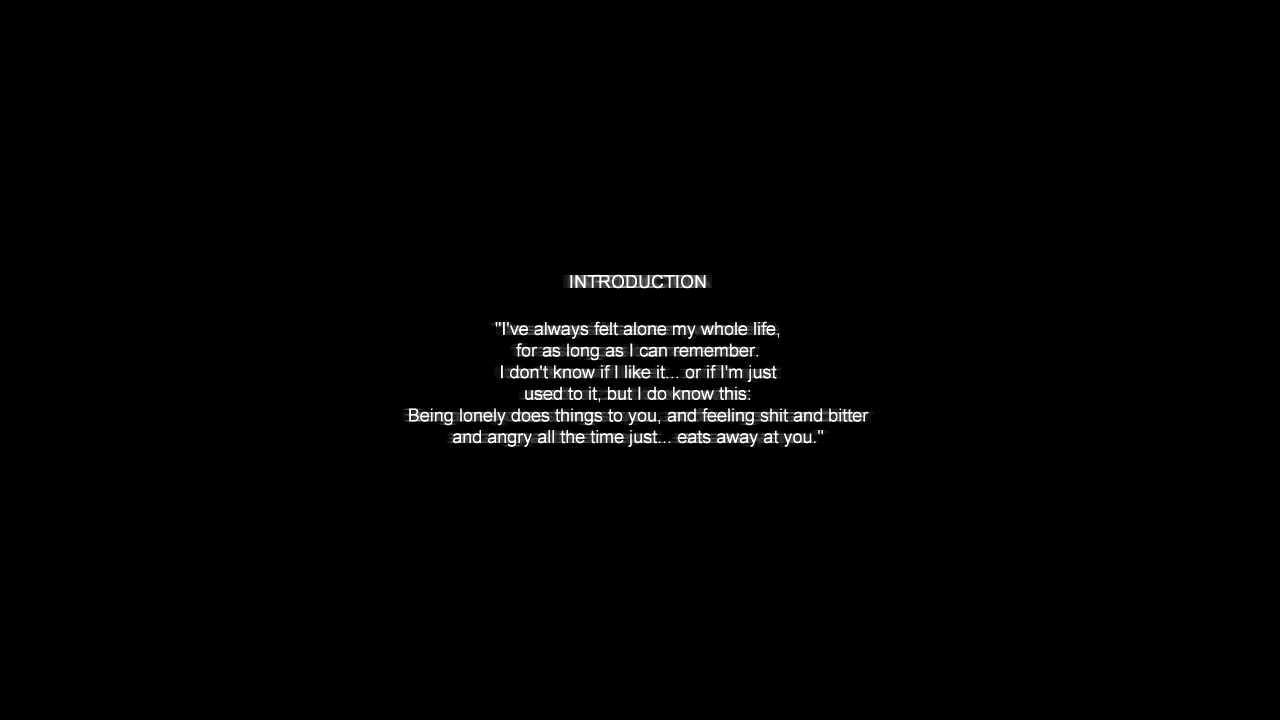 INTRODUCTION
"I've always felt alone my whole life,
for as long as I can remember.
I don't know if I like it... or if I'm just
used to it, but I do know this:
Being lonely does things to you, and feeling shit and bitter
and angry all the time just... eats away at you."